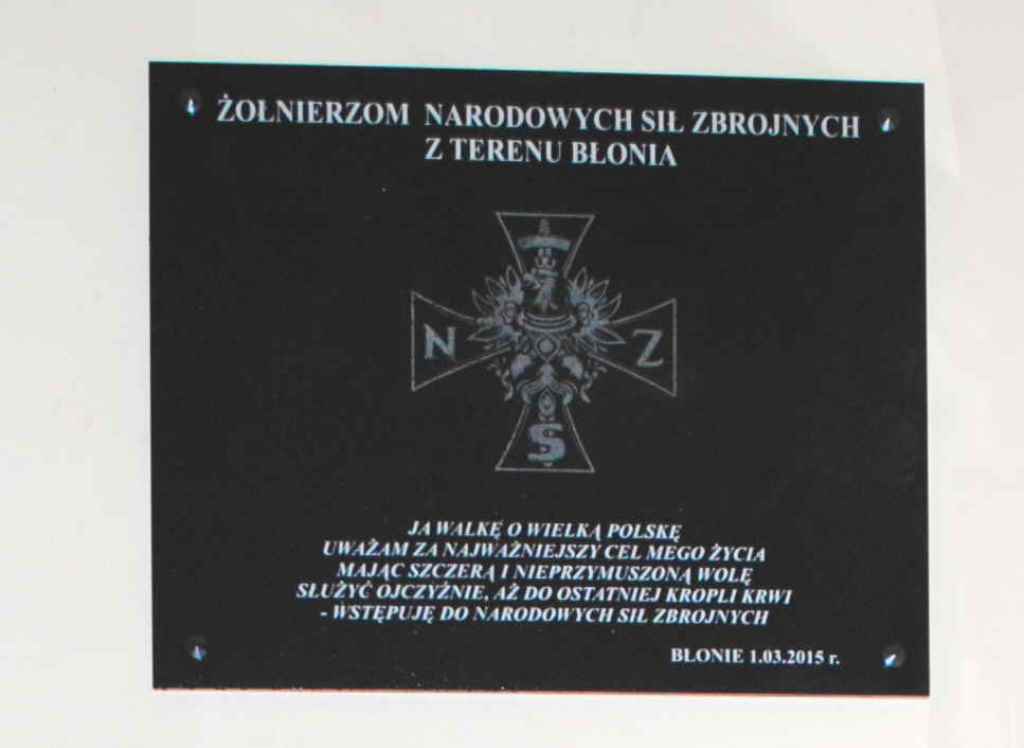 ŻOŁNIERZOM NARODOWYCH SIŁ ZBROJNYCH
Z TERENU BŁONIA
N Z
S
JA WALKĘ O WIELKĄ POLSKĘ
UWAŻAM ZA NAJWAŻNIEJSZY CEL MEGO ŻYCIA
MAJĄC SZCZERĄ I NIEPRZYMUSZONĄ WOLĘ
SŁUŻYĆ OJCZYŹNIE, AŻ DO OSTATNIEJ KROPLI KRWI
- WSTĘPUJĘ DO NARODOWYCH SIŁ ZBROJNYCH
BŁONIE 1.03.2015 r.